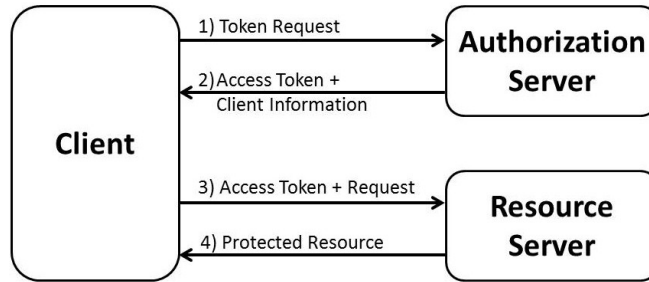 1) Token Request
Authorization
Server
2) Access Token +
Client Information
Client
3) Access Token + Request
Resource
Server
4) Protected Resource